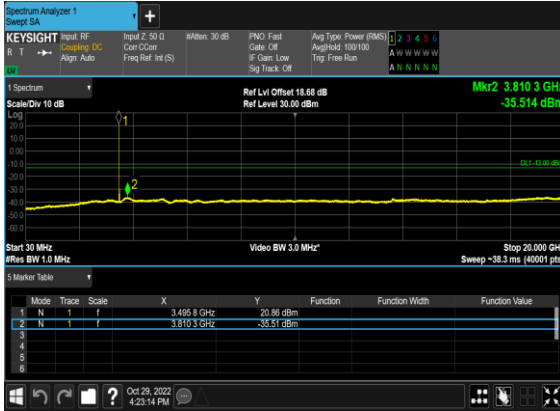 Spectrum Analyzer 1
Swept SA
+
KEYSIGHT Input: RF Input Z: 50 Ω #Atten: 30 dB PNO: Fast Avg Type: Power (RMS) 1 2 3 4 5 6
R T Coupling: DC Corr CCorr Gate: Off Avg|Hold: 100/100 A W W W W W
Align: Auto Freq Ref: Int (S) IF Gain: Low Trig: Free Run
Sig Track: Off A N N N N N
1 Spectrum
Scale/Div 10 dB
Ref Lvl Offset 18.68 dB
Ref Level 30.00 dBm
Mkr2 3.810 3 GHz
-35.514 dBm
Log
20.0
10.0
0.00
-10.0
-20.0
-30.0
-40.0
-50.0
-60.0
1
2
DL1 -13.00 dBm
Start 30 MHz Video BW 3.0 MHz* Stop 20.000 GHz
#Res BW 1.0 MHz Sweep ~38.3 ms (40001 pts)
5 Marker Table
Mode Trace Scale X Y Function Function Width Function Value
1 N 1 f 3.495 8 GHz 20.86 dBm
2 N 1 f 3.810 3 GHz -35.51 dBm
3
4
5
6
? Oct 29, 2022
4:23:14 PM